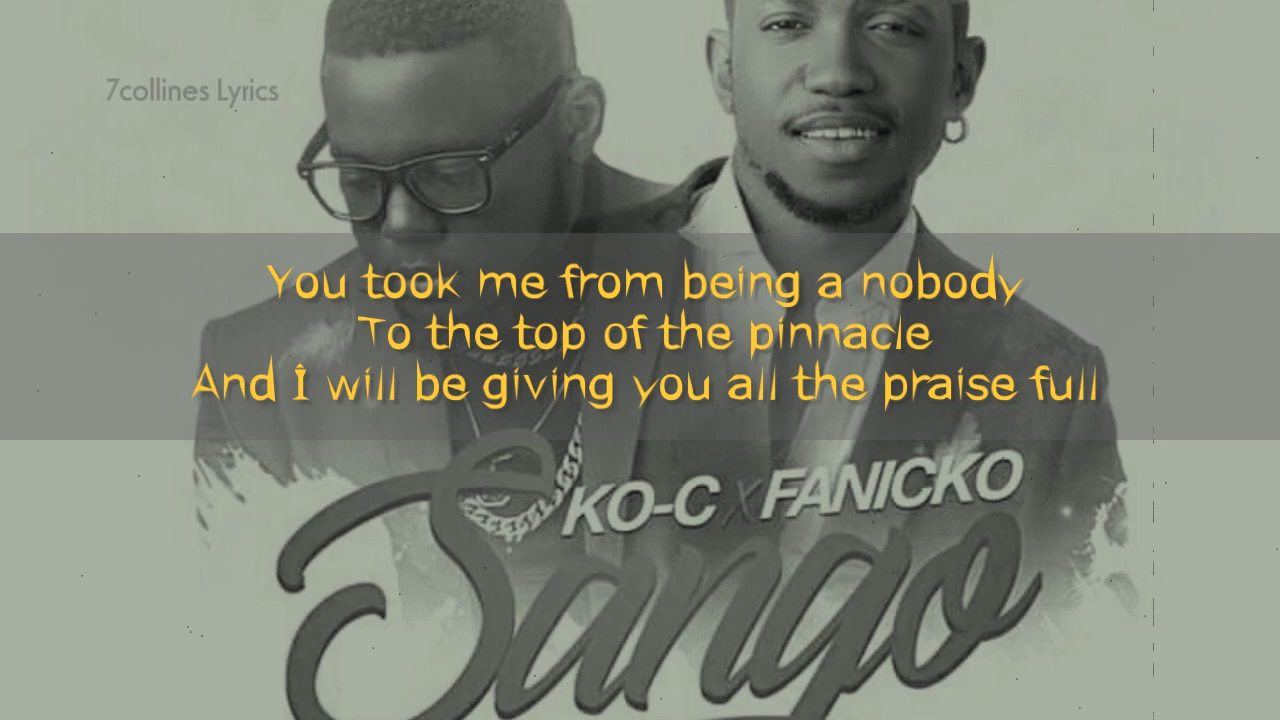 7collines Lyrics
You took me from being a nobody
To the top of the pinnacle
And I will be giving you all the praise full
KO-C X FANICKO
Sango